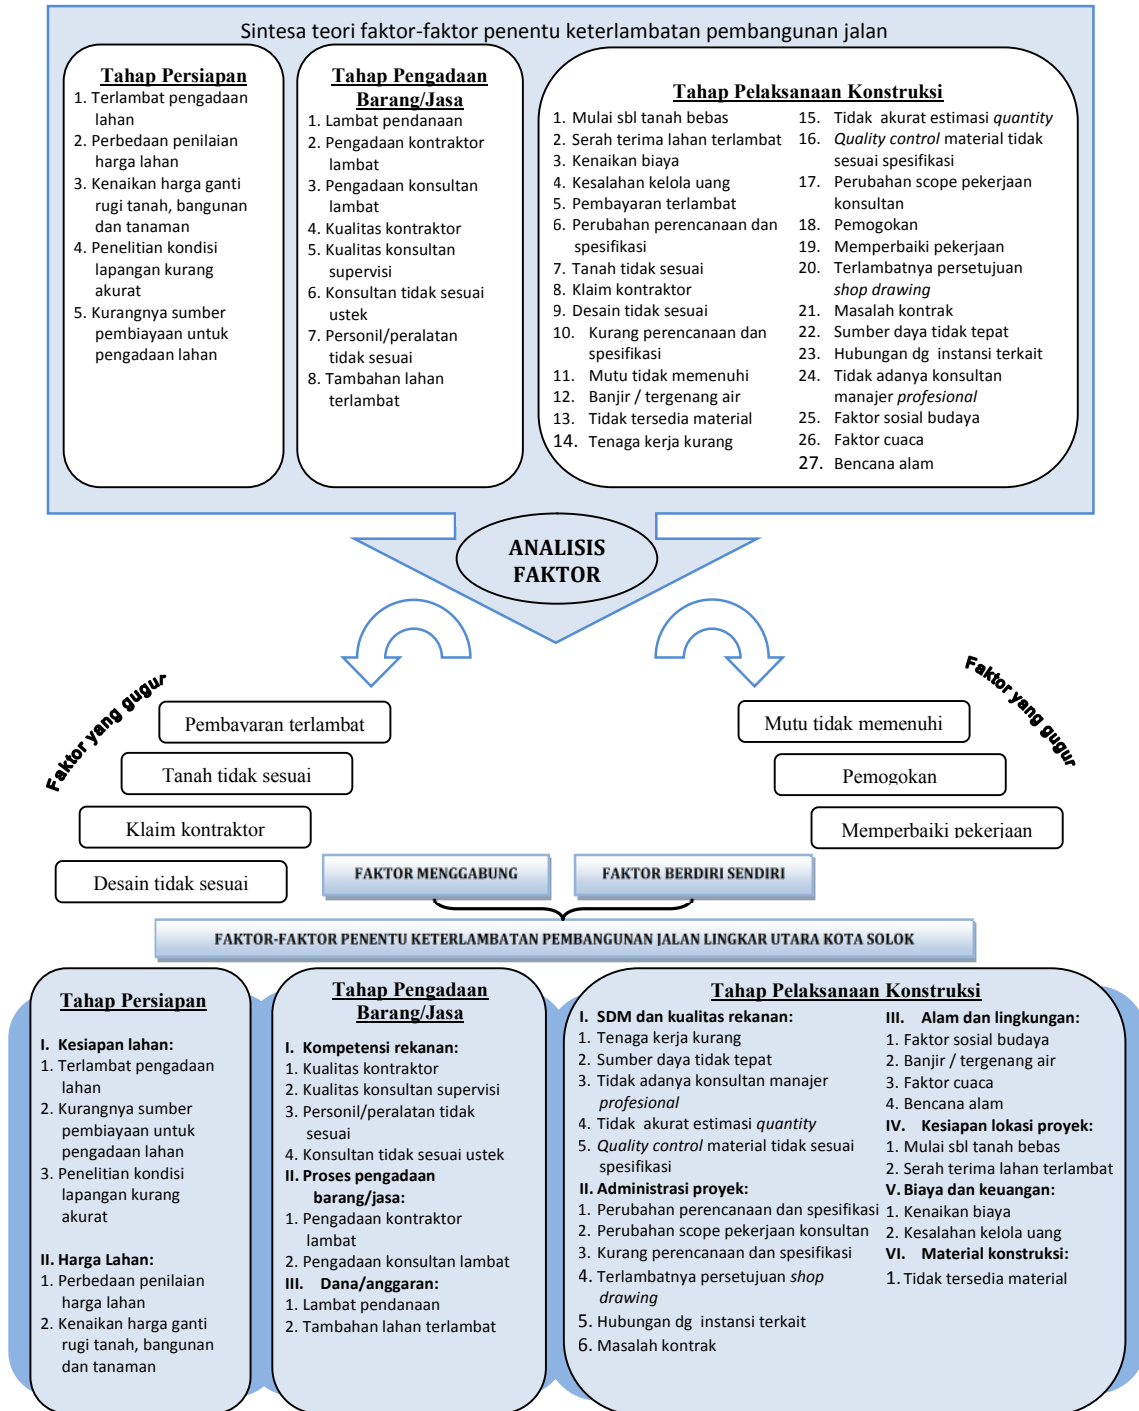 Sintesa teori faktor-faktor penentu keterlambatan pembangunan jalan
Tahap Persiapan
1. Terlambat pengadaan
lahan
2. Perbedaan penilaian
harga lahan
3. Kenaikan harga ganti
rugi tanah, bangunan
dan tanaman
4. Penelitian kondisi
lapangan kurang
akurat
5. Kurangnya sumber
pembiayaan untuk
pengadaan lahan
Tahap Pengadaan
Barang/Jasa
1. Lambat pendanaan
2. Pengadaan kontraktor
lambat
3. Pengadaan konsultan
lambat
4. Kualitas kontraktor
5. Kualitas konsultan
supervisi
6. Konsultan tidak sesuai
ustek
7. Personil/peralatan
tidak sesuai
8. Tambahan lahan
terlambat
Tahap Pelaksanaan Konstruksi
1. Mulai sbl tanah bebas
2. Serah terima lahan terlambat
3. Kenaikan biaya
4. Kesalahan kelola uang
5. Pembayaran terlambat
6. Perubahan perencanaan dan
spesifikasi
7. Tanah tidak sesuai
8. Klaim kontraktor
9. Desain tidak sesuai
10. Kurang perencanaan dan
spesifikasi
11. Mutu tidak memenuhi
12. Banjir / tergenang air
13. Tidak tersedia material
14. Tenaga kerja kurang
15. Tidak akurat estimasi quantity
16. Quality control material tidak
sesuai spesifikasi
17. Perubahan scope pekerjaan
konsultan
18. Pemogokan
19. Memperbaiki pekerjaan
20. Terlambatnya persetujuan
shop drawing
21. Masalah kontrak
22. Sumber daya tidak tepat
23. Hubungan dg instansi terkait
24. Tidak adanya konsultan
manajer profesional
25. Faktor sosial budaya
26. Faktor cuaca
27. Bencana alam
ANALISIS
FAKTOR
Faktor yang gugur
Pembayaran terlambat
Tanah tidak sesuai
Klaim kontraktor
Desain tidak sesuai
Faktor yang gugur
Mutu tidak memenuhi
Pemogokan
Memperbaiki pekerjaan
FAKTOR MENGGABUNG
FAKTOR BERDIRI SENDIRI
FAKTOR-FAKTOR PENENTU KETERLAMBATAN PEMBANGUNAN JALAN LINGKAR UTARA KOTA SOLOK
Tahap Persiapan
I. Kesiapan lahan:
1. Terlambat pengadaan
lahan
2. Kurangnya sumber
pembiayaan untuk
pengadaan lahan
3. Penelitian kondisi
lapangan kurang
akurat
II. Harga Lahan:
1. Perbedaan penilaian
harga lahan
2. Kenaikan harga ganti
rugi tanah, bangunan
dan tanaman
Tahap Pengadaan
Barang/Jasa
I. Kompetensi rekanan:
1. Kualitas kontraktor
2. Kualitas konsultan supervisi
3. Personil/peralatan tidak
sesuai
4. Konsultan tidak sesuai ustek
II. Proses pengadaan
barang/jasa:
1. Pengadaan kontraktor
lambat
2. Pengadaan konsultan lambat
III. Dana/anggaran:
1. Lambat pendanaan
2. Tambahan lahan terlambat
Tahap Pelaksanaan Konstruksi
I. SDM dan kualitas rekanan:
1. Tenaga kerja kurang
2. Sumber daya tidak tepat
3. Tidak adanya konsultan manajer
profesional
4. Tidak akurat estimasi quantity
5. Quality control material tidak sesuai
spesifikasi
II. Administrasi proyek:
1. Perubahan perencanaan dan spesifikasi
2. Perubahan scope pekerjaan konsultan
3. Kurang perencanaan dan spesifikasi
4. Terlambatnya persetujuan shop
drawing
5. Hubungan dg instansi terkait
6. Masalah kontrak
III. Alam dan lingkungan:
1. Faktor sosial budaya
2. Banjir / tergenang air
3. Faktor cuaca
4. Bencana alam
IV. Kesiapan lokasi proyek:
1. Mulai sbl tanah bebas
2. Serah terima lahan terlambat
V. Biaya dan keuangan:
1. Kenaikan biaya
2. Kesalahan kelola uang
VI. Material konstruksi:
1. Tidak tersedia material